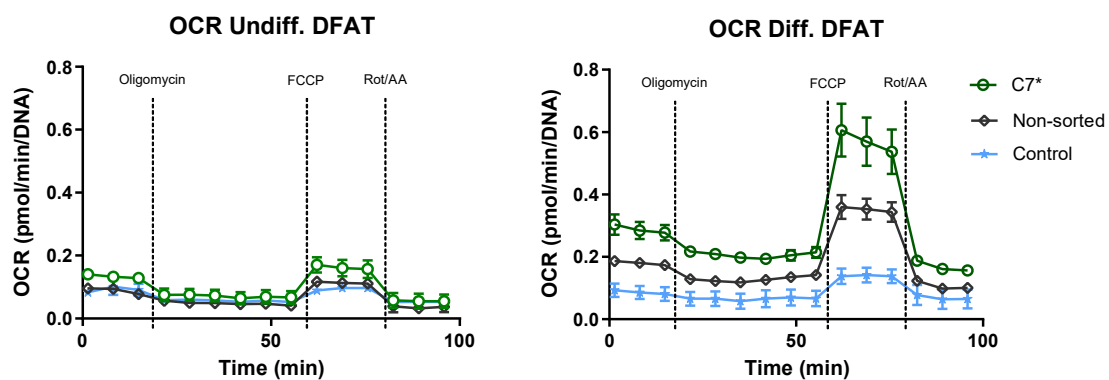 OCR Undiff. DFAT
OCR (pmol/min/DNA)
0.8
0.6
0.4
0.2
0.0
Oligomycin
FCCP
Rot/AA
0
50
100
Time (min)
OCR Diff. DFAT
OCR (pmol/min/DNA)
0.8
0.6
0.4
0.2
0.0
Oligomycin
FCCP
Rot/AA
0
50
100
Time (min)
C7*
Non-sorted
Control